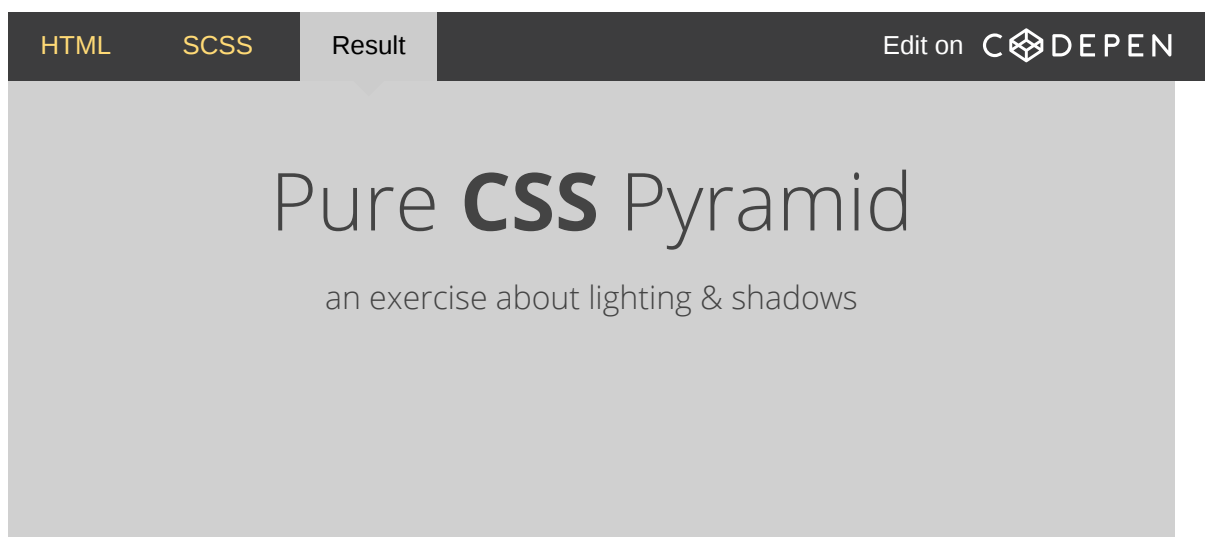 HTML SCSS Result Edit on CODEPEN
Pure CSS Pyramid
an exercise about lighting & shadows